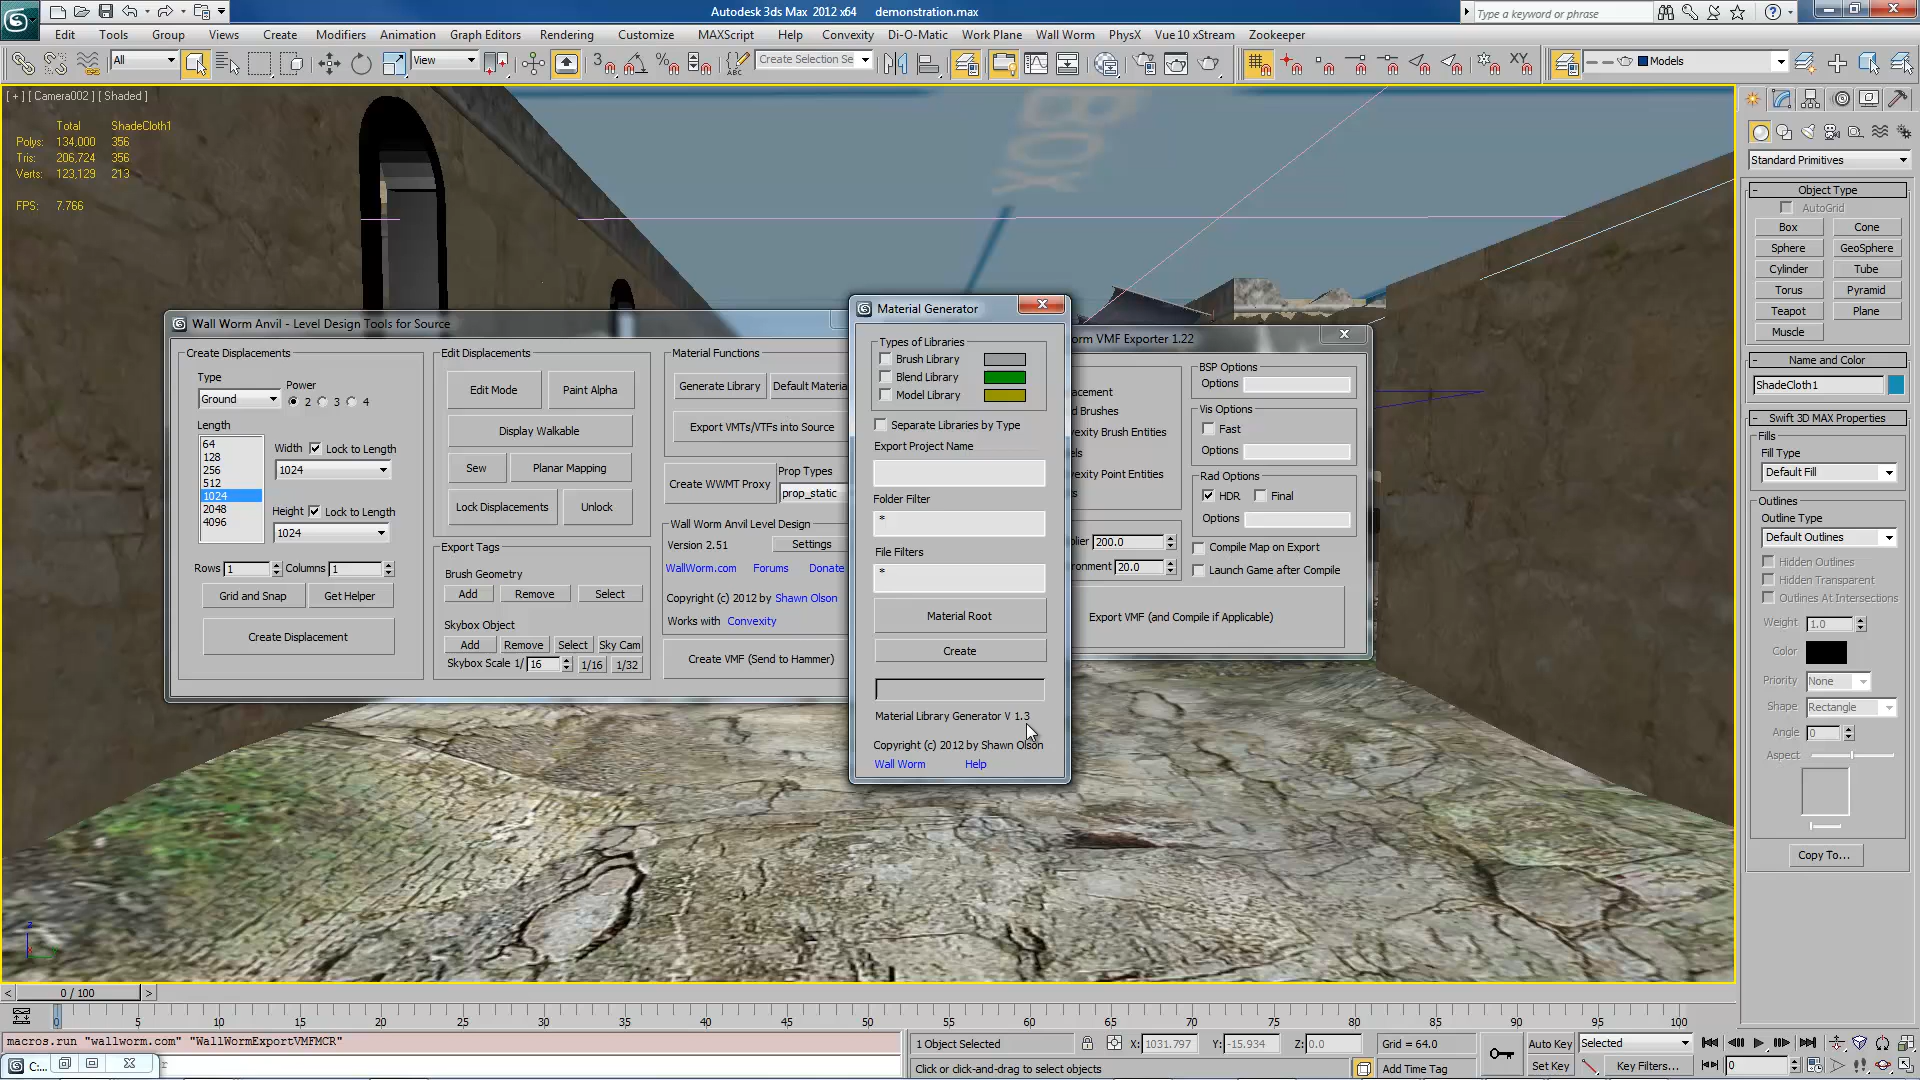 Autodesk 3ds Max 2012 x64 demonstration.max
Type a keyword or phrase
Edit Tools Group Views Create Modifiers Animation Graph Editors Rendering Customize MAXScript Help Convexity Di-O-Matic Work Plane Wall Worm PhysX Vue 10 xStream Zookeeper
All View 3 % Create Selection Se XY Models
[ + ] [ Camera002 ] [ Shaded ]
Total ShadeCloth1
Polys: 134,000 356
Tris: 206,724 356
Verts: 123,129 213
FPS: 7.766
BOX
Wall Worm Anvil - Level Design Tools for Source
Create Displacements
Type
Ground
Power
2 3 4
Length
64
128
256
512
1024
2048
4096
Width Lock to Length
1024
Height Lock to Length
1024
Rows 1 Columns 1
Grid and Snap Get Helper
Create Displacement
Edit Displacements
Edit Mode Paint Alpha
Display Walkable
Sew Planar Mapping
Lock Displacements Unlock
Export Tags
Brush Geometry
Add Remove Select
Skybox Object
Add Remove Select Sky Cam
Skybox Scale 1/ 16 1/16 1/32
Material Functions
Generate Library Default Materia
Export VMTs/VTFs into Source
Create WWMT Proxy
Prop Types
prop_static
Wall Worm Anvil Level Design
Version 2.51 Settings
WallWorm.com Forums Donate
Copyright (c) 2012 by Shawn Olson
Works with Convexity
Create VMF (Send to Hammer)
Material Generator
Types of Libraries
Brush Library
Blend Library
Model Library
Separate Libraries by Type
Export Project Name
Folder Filter
*
File Filters
*
Material Root
Create
Material Library Generator V 1.3
Copyright (c) 2012 by Shawn Olson
Wall Worm Help
orm VMF Exporter 1.22
acement
d Brushes
vexity Brush Entities
els
vexity Point Entities
s
plier 200.0
ronment 20.0
BSP Options
Options
Vis Options
Fast
Options
Rad Options
HDR Final
Options
Compile Map on Export
Launch Game after Compile
Export VMF (and Compile if Applicable)
Standard Primitives
Object Type
AutoGrid
Box Cone
Sphere GeoSphere
Cylinder Tube
Torus Pyramid
Teapot Plane
Muscle
Name and Color
ShadeCloth1
Swift 3D MAX Properties
Fills
Fill Type
Default Fill
Outlines
Outline Type
Default Outlines
Hidden Outlines
Hidden Transparent
Outlines At Intersections
Weight: 1.0
Color
Priority None
Shape: Rectangle
Angle 0
Aspect
Copy To...
< 0 / 100 >
0 5 10 15 20 25 30 35 40 45 50 55 60 65 70 75 80 85 90 95 100
macros.run "wallworm.com" "WallWormExportVMFMCR"
C:...
1 Object Selected X: 1031.797 Y: -15.934 Z: 0.0 Grid = 64.0
Click or click-and-drag to select objects Add Time Tag
Auto Key Selected
Set Key Key Filters... 0